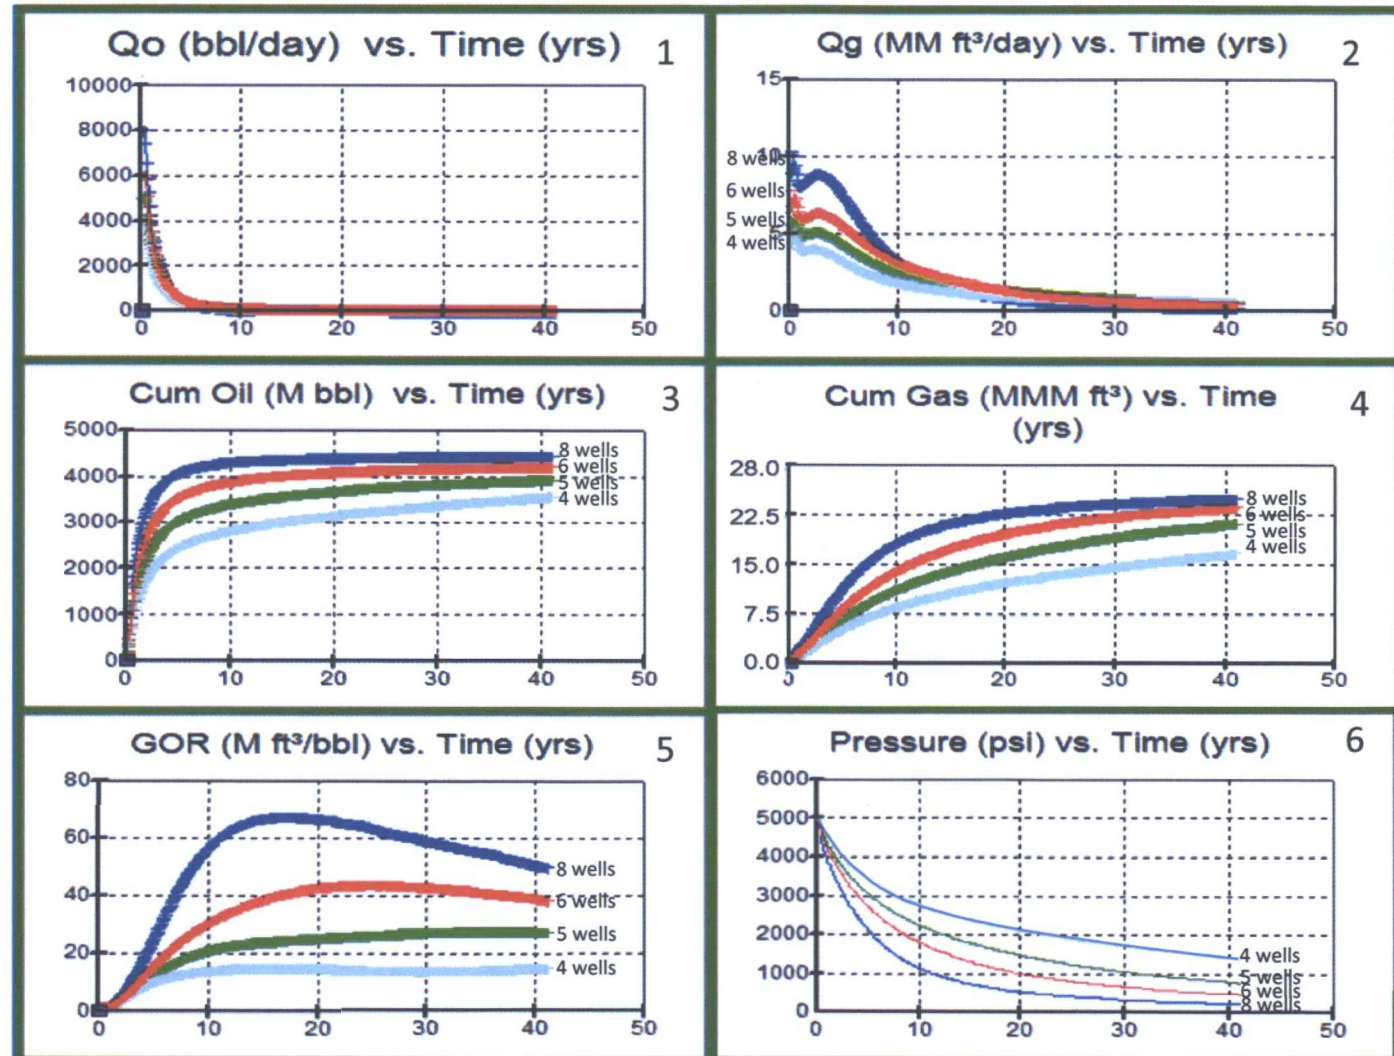 Qo (bbl/day) vs. Time (yrs) 1
10000
8000
6000
4000
2000
0
0 10 20 30 40 50
Qg (MM ft³/day) vs. Time (yrs) 2
15
10
5
0
8 wells
6 wells
5 wells
4 wells
0 10 20 30 40 50
Cum Oil (M bbl) vs. Time (yrs) 3
5000
4000
3000
2000
1000
0
8 wells
6 wells
5 wells
4 wells
0 10 20 30 40 50
Cum Gas (MMM ft³) vs. Time
(yrs)
4
28.0
22.5
15.0
7.5
0.0
8 wells
6 wells
5 wells
4 wells
0 10 20 30 40 50
GOR (M ft³/bbl) vs. Time (yrs) 5
80
60
40
20
0
8 wells
6 wells
5 wells
4 wells
0 10 20 30 40 50
Pressure (psi) vs. Time (yrs) 6
6000
5000
4000
3000
2000
1000
0
4 wells
5 wells
6 wells
8 wells
0 10 20 30 40 50